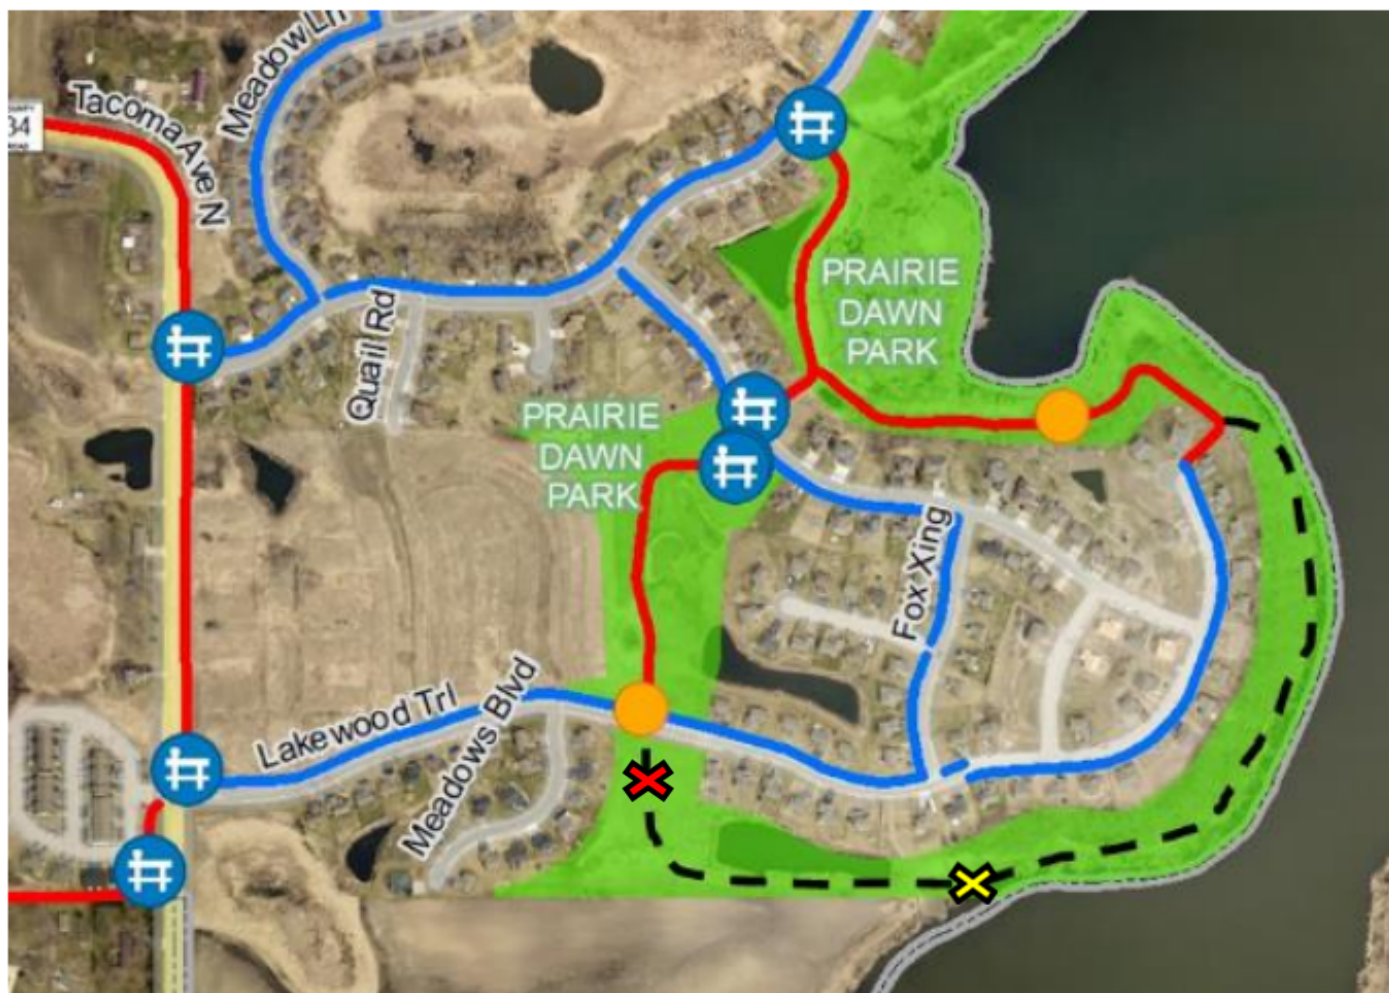 Meadow Ln
Tacoma Ave N
34
PRAIRIE
DAWN
PARK
Quail Rd
PRAIRIE
DAWN
PARK
Fox Xing
Lakewood Trl
Meadows Blvd